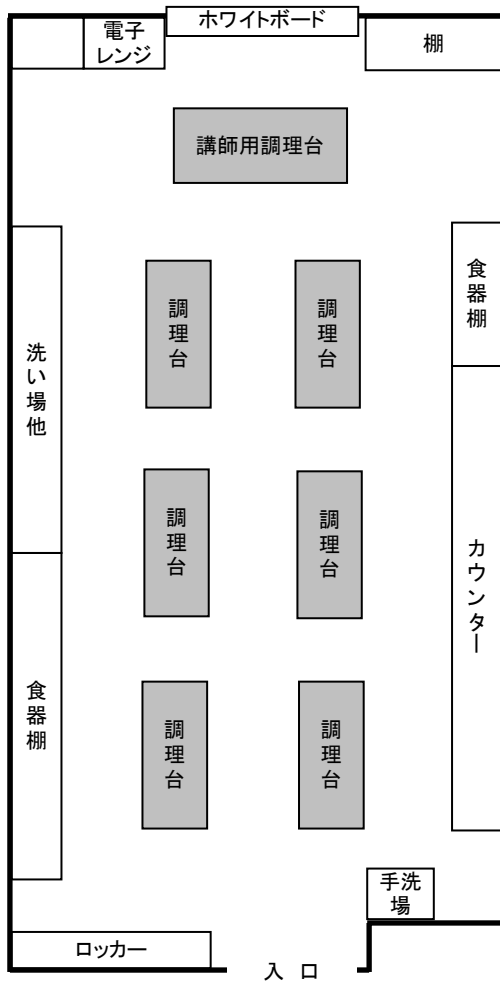 ホワイトボード
電子
レンジ
棚
講師用調理台
洗い場他
食器棚
調理台
調理台
調理台
調理台
カウンター
食器棚
調理台
調理台
手洗
場
ロッカー
入 口